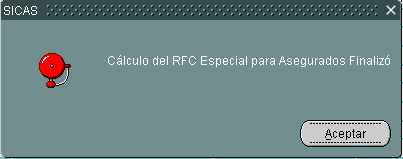 SICAS
Cálculo del RFC Especial para Asegurados Finalizó
Aceptar